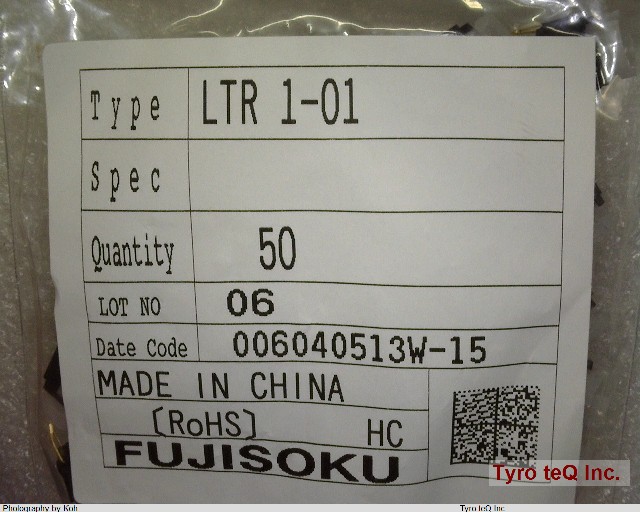 Type LTR 1-01
Spec
Quantity 50
LOT NO 06
Date Code 006040513W-15
MADE IN CHINA
[RoHS] HC
FUJISOKU
Tyro teQ Inc.
Photography by Koh Tyro teQ Inc